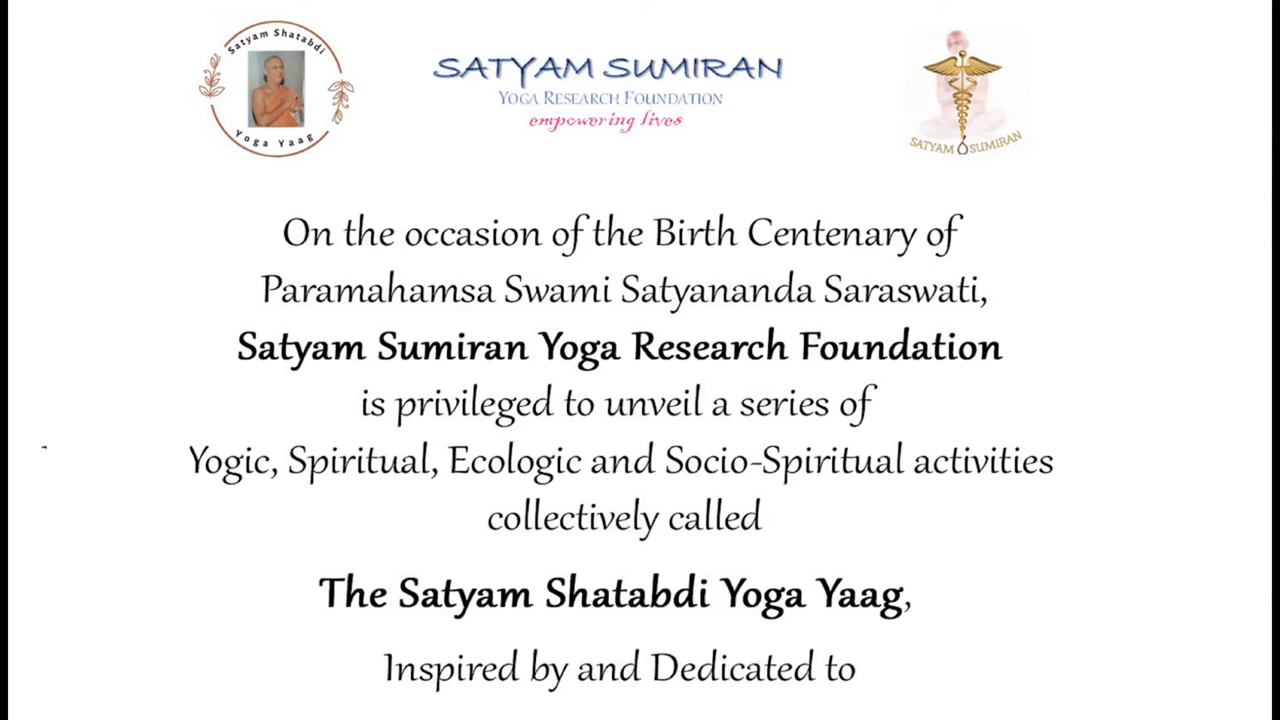 Satyam Shatabdi
Yoga Yaag
SATYAM SUMIRAN
YOGA RESEARCH FOUNDATION
empowering lives
SATYAM SUMIRAN
On the occasion of the Birth Centenary of
Paramahamsa Swami Satyananda Saraswati,
Satyam Sumiran Yoga Research Foundation
is privileged to unveil a series of
Yogic, Spiritual, Ecologic and Socio-Spiritual activities
collectively called
The Satyam Shatabdi Yoga Yaag,
Inspired by and Dedicated to